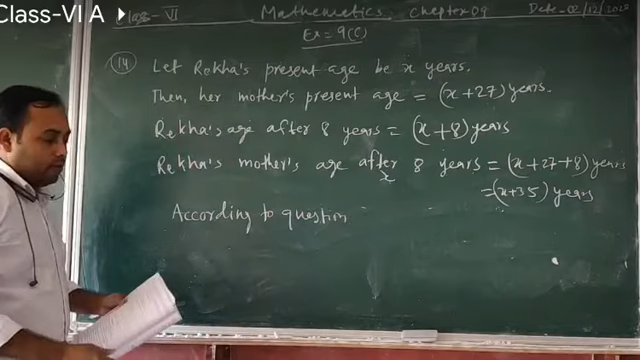 Class-VI A
Class-VI Mathematics Chapter 09 Date-02/12/2020
Ex = 9(C)
(14) Let Rekha's present age be x years.
Then, her mother's present age = (x+27) years.
Rekha's age after 8 years = (x+8) years
Rekha's mother's age after 8 years = (x+27+8) years
= (x+35) years
According to question